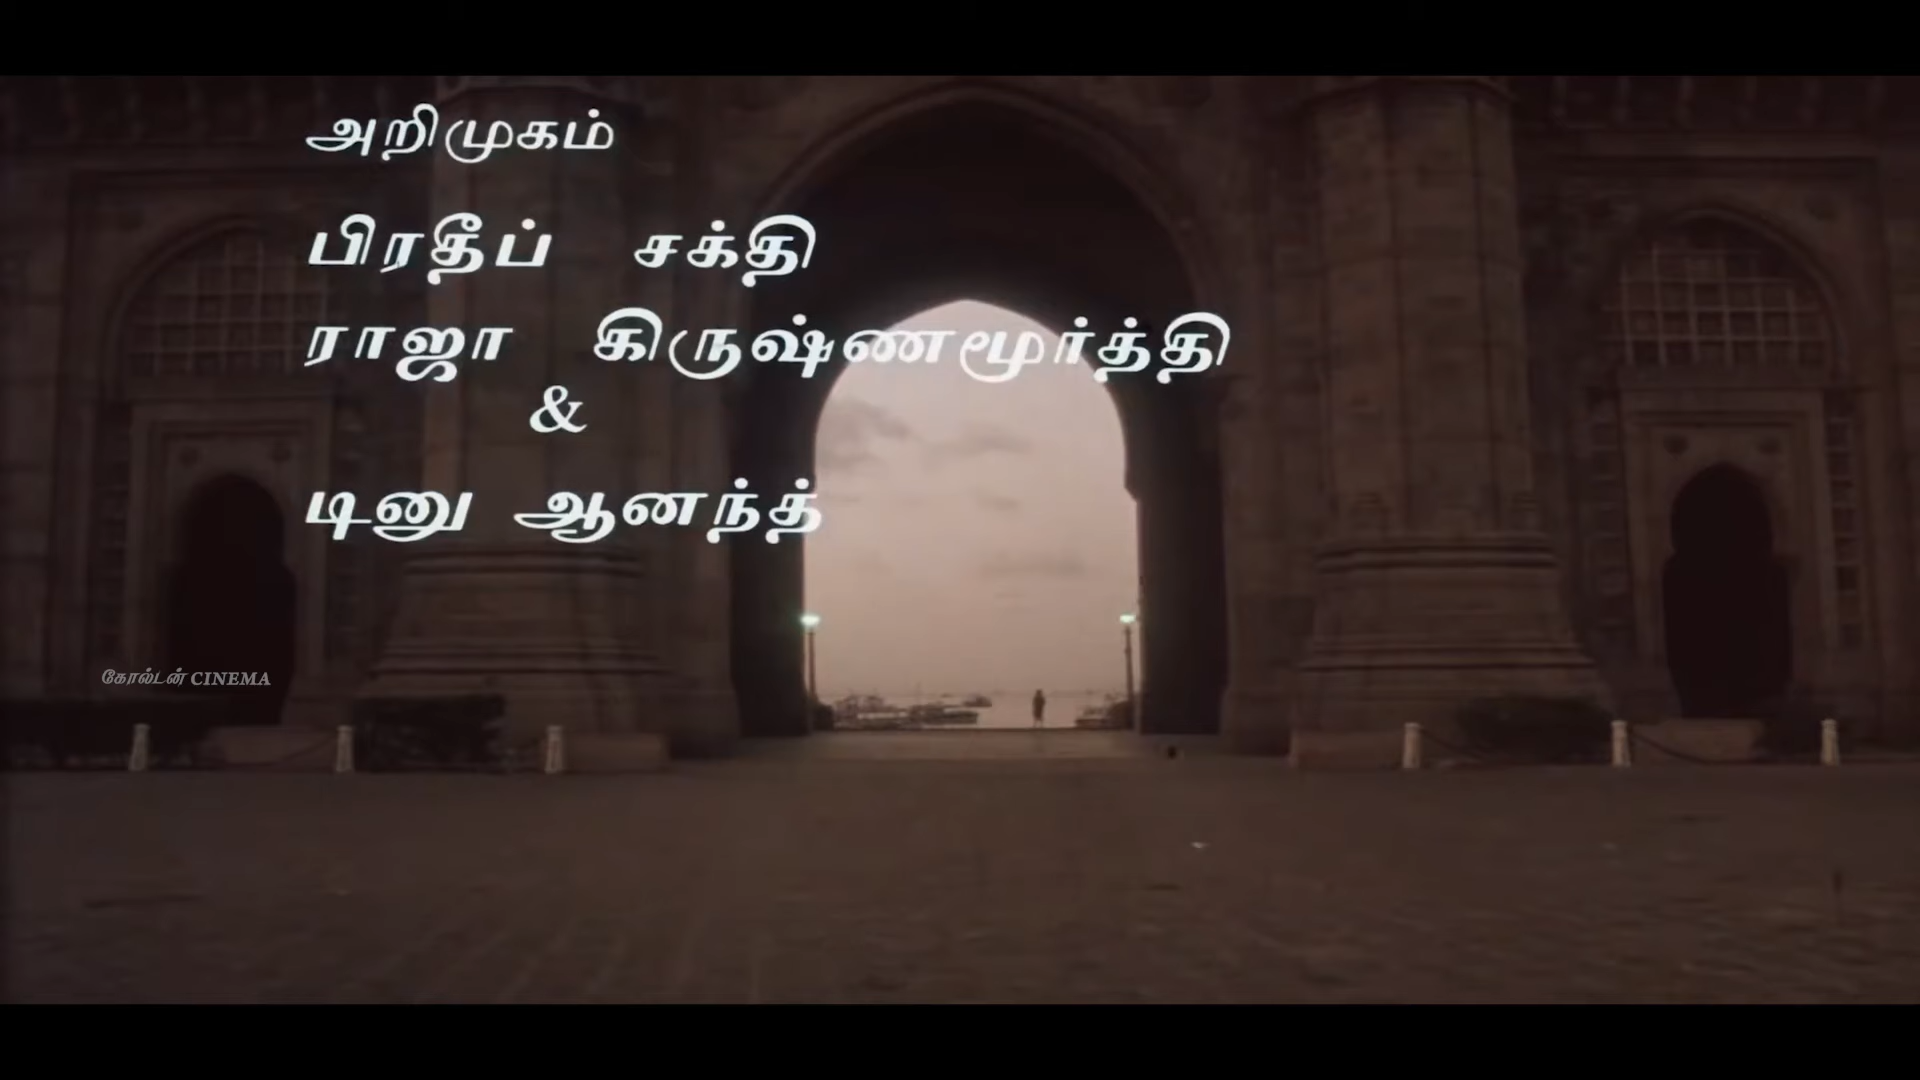 அறிமுகம்
பிரதீப் சக்தி
ராஜா கிருஷ்ணமூர்த்தி
&
டினு ஆனந்த்
கோல்டன் CINEMA